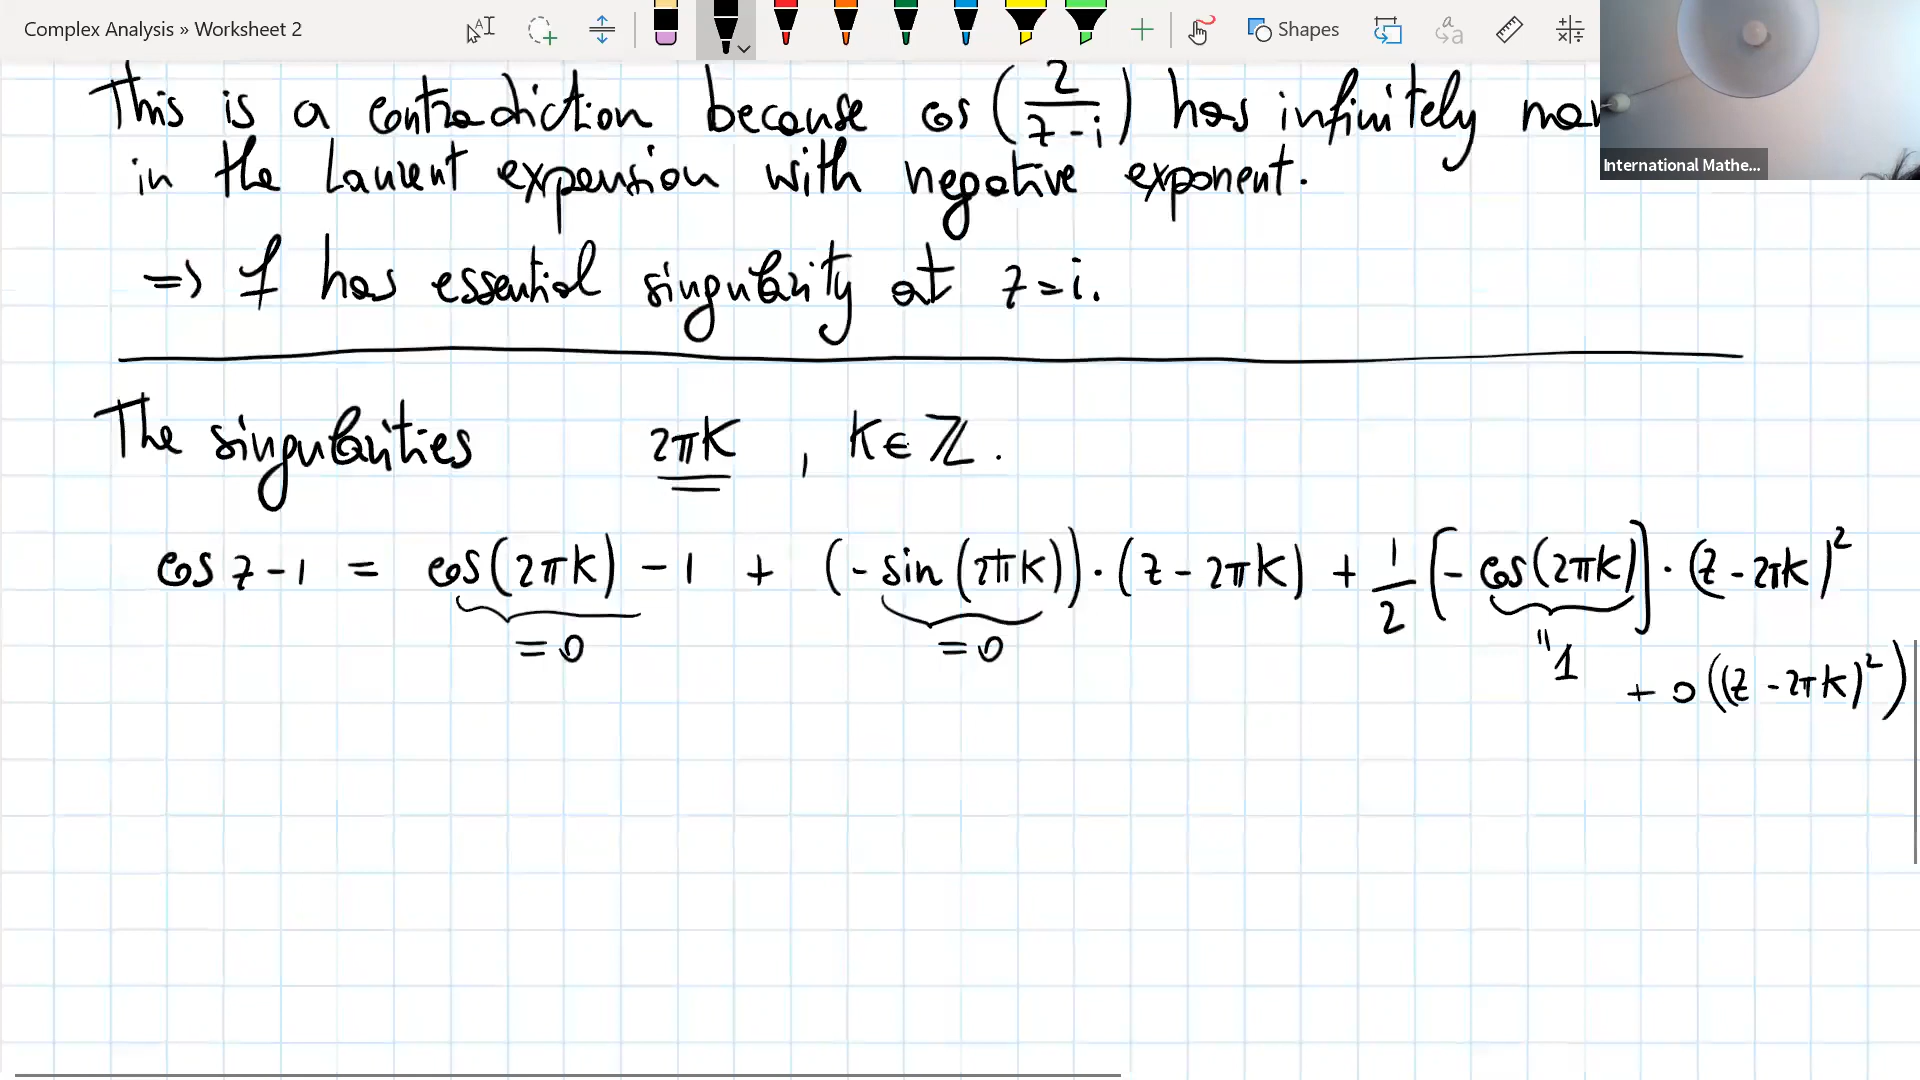 Complex Analysis » Worksheet 2
Shapes
International Mathe...
This is a contradiction because cos (2/(z-i)) has infinitely
in the Laurent expension with negative exponent.
=> f has essential singularity at z = i.
The singularities 2πK , K ∈ ℤ.
cos z - 1 = cos(2πK) - 1 + (- sin(2πK)) · (z - 2πK) + 1/2 [- cos(2πK)] · (z - 2πK)²
= 0 = 0 " 1
+ o((z - 2πK)²)